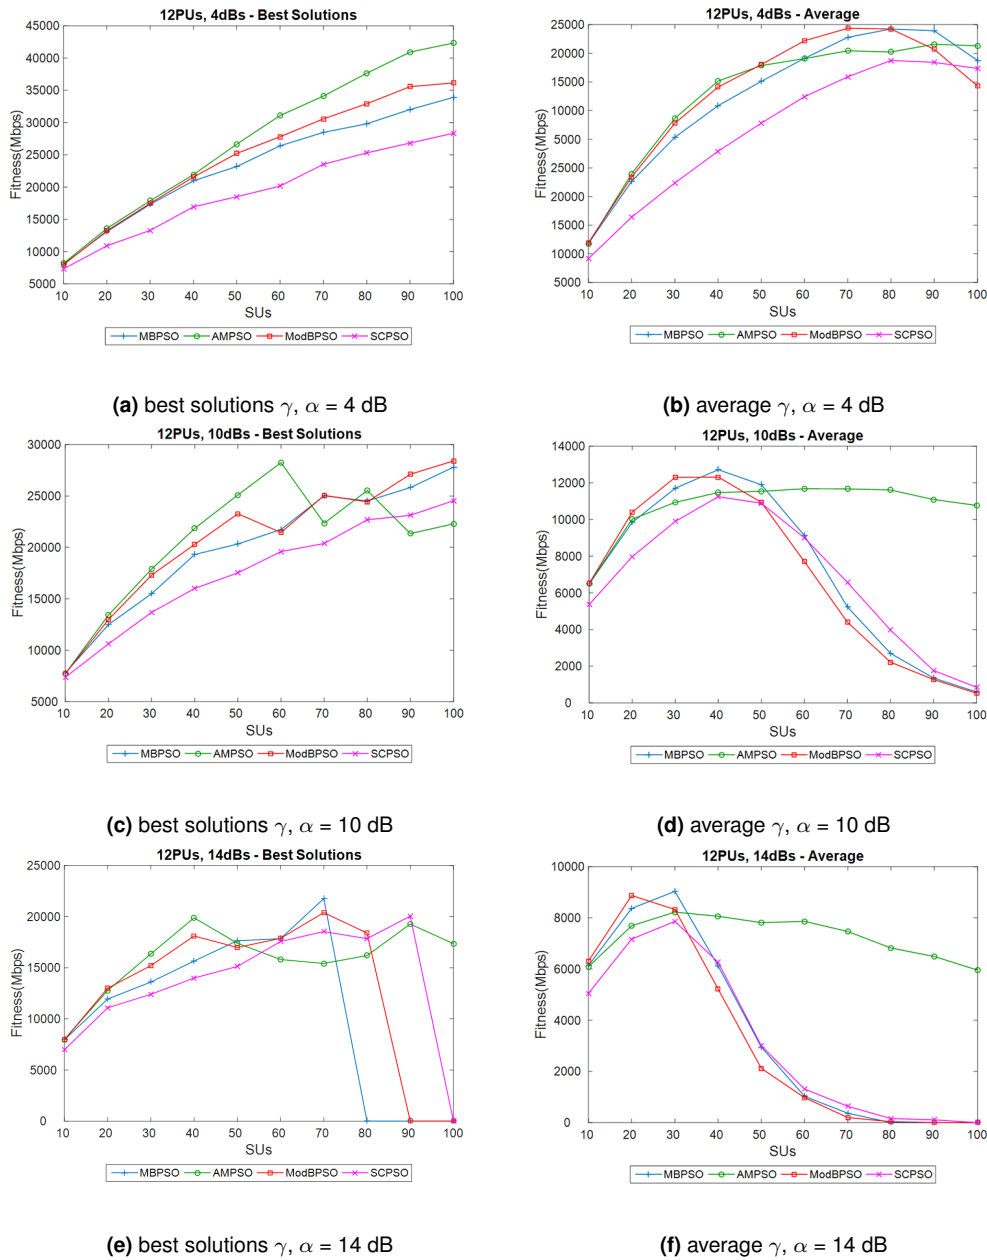 12PUs, 4dBs - Best Solutions
Fitness(Mbps)
45000
40000
35000
30000
25000
20000
15000
10000
5000
10 20 30 40 50 60 70 80 90 100
SUs
MBPSO AMPSO ModBPSO SCPSO
(a) best solutions γ, α = 4 dB
12PUs, 4dBs - Average
Fitness(Mbps)
25000
20000
15000
10000
5000
25000
20000
15000
10000
5000
10 20 30 40 50 60 70 80 90 100
SUs
MBPSO AMPSO ModBPSO SCPSO
(b) average γ, α = 4 dB
12PUs, 10dBs - Best Solutions
Fitness(Mbps)
30000
25000
20000
15000
10000
5000
10 20 30 40 50 60 70 80 90 100
SUs
MBPSO AMPSO ModBPSO SCPSO
(c) best solutions γ, α = 10 dB
12PUs, 10dBs - Average
Fitness(Mbps)
14000
12000
10000
8000
6000
4000
2000
0
10 20 30 40 50 60 70 80 90 100
SUs
MBPSO AMPSO ModBPSO SCPSO
(d) average γ, α = 10 dB
12PUs, 14dBs - Best Solutions
Fitness(Mbps)
25000
20000
15000
10000
5000
0
10 20 30 40 50 60 70 80 90 100
SUs
MBPSO AMPSO ModBPSO SCPSO
(e) best solutions γ, α = 14 dB
12PUs, 14dBs - Average
Fitness(Mbps)
10000
8000
6000
4000
2000
0
10 20 30 40 50 60 70 80 90 100
SUs
MBPSO AMPSO ModBPSO SCPSO
(f) average γ, α = 14 dB